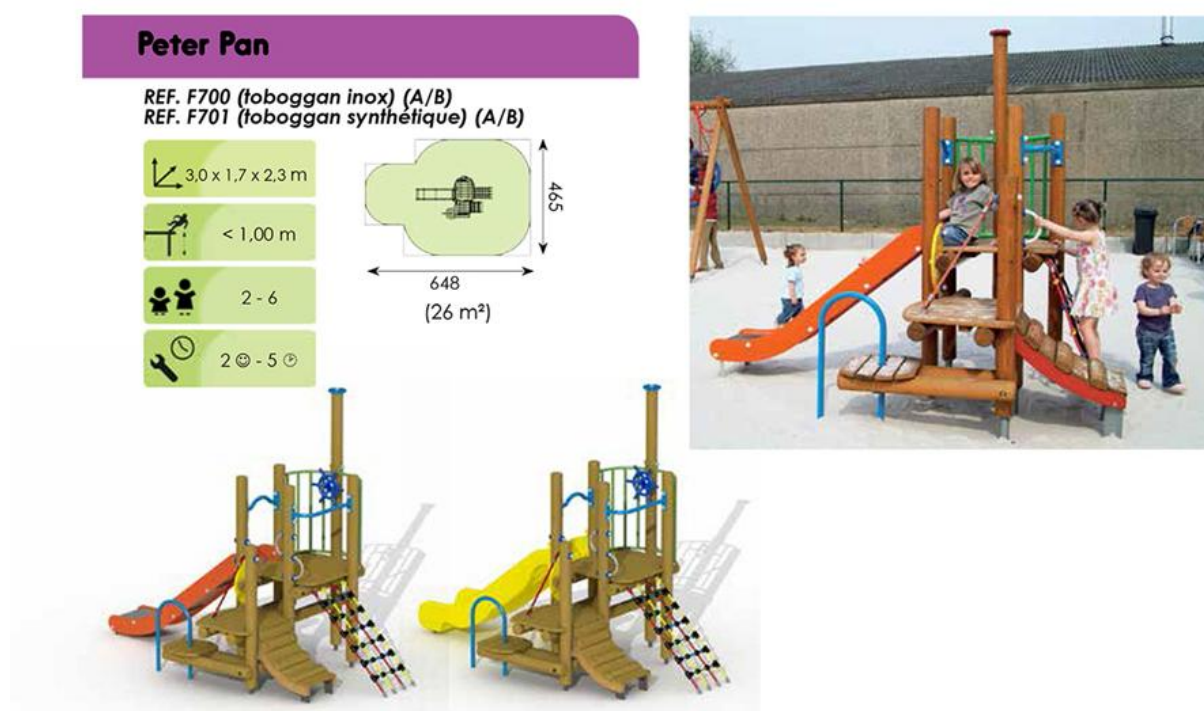 Peter Pan
REF. F700 (toboggan inox) (A/B)
REF. F701 (toboggan synthétique) (A/B)
3,0 x 1,7 x 2,3 m
< 1,00 m
2 - 6
2 ☺ - 5
465
648
(26 m²)